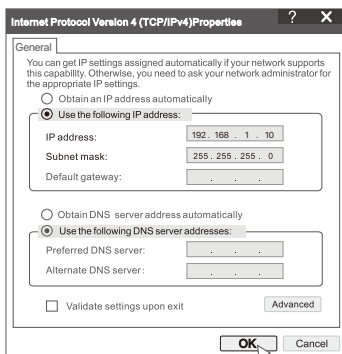 Internet Protocol Version 4 (TCP/IPv4)Properties ? X
General
You can get IP settings assigned automatically if your network supports
this capability. Otherwise, you need to ask your network administrator for
the appropriate IP settings.
Obtain an IP address automatically
Use the following IP address:
IP address: 192. 168 . 1 . 10
Subnet mask: 255 . 255 . 255 . 0
Default gateway: . . .
Obtain DNS server address automatically
Use the following DNS server addresses:
Preferred DNS server: . . .
Alternate DNS server: . . .
Validate settings upon exit Advanced
OK Cancel